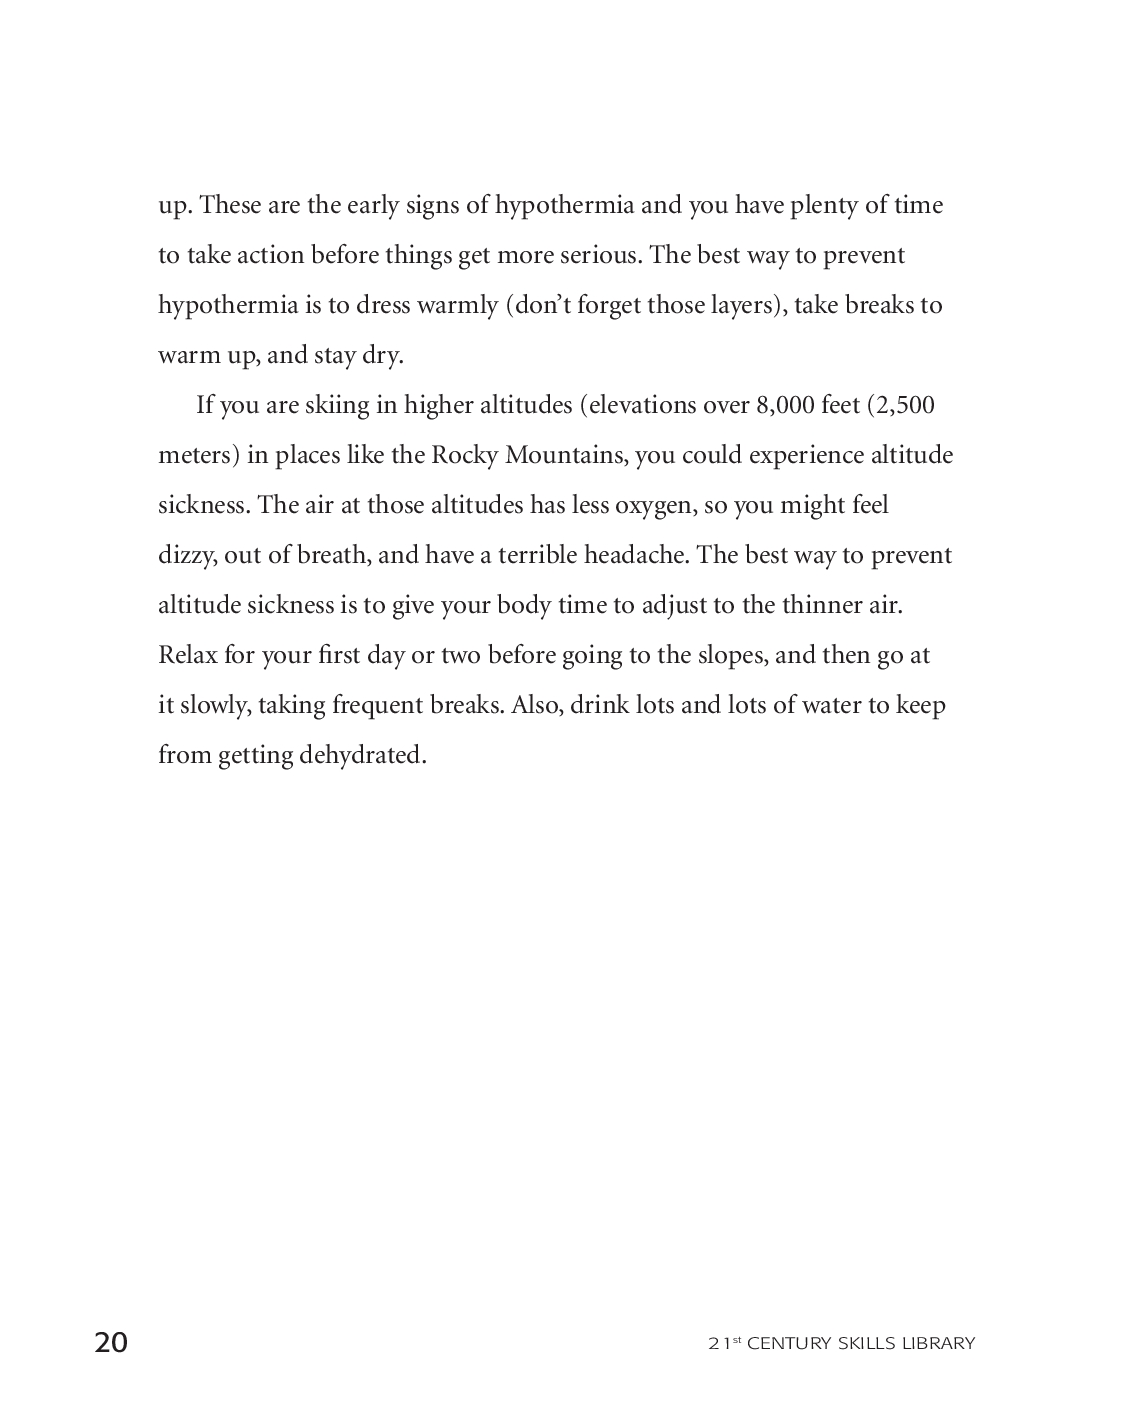 up. These are the early signs of hypothermia and you have plenty of time
to take action before things get more serious. The best way to prevent
hypothermia is to dress warmly (don’t forget those layers), take breaks to
warm up, and stay dry.
If you are skiing in higher altitudes (elevations over 8,000 feet (2,500
meters) in places like the Rocky Mountains, you could experience altitude
sickness. The air at those altitudes has less oxygen, so you might feel
dizzy, out of breath, and have a terrible headache. The best way to prevent
altitude sickness is to give your body time to adjust to the thinner air.
Relax for your first day or two before going to the slopes, and then go at
it slowly, taking frequent breaks. Also, drink lots and lots of water to keep
from getting dehydrated.
20
21st CENTURY SKILLS LIBRARY